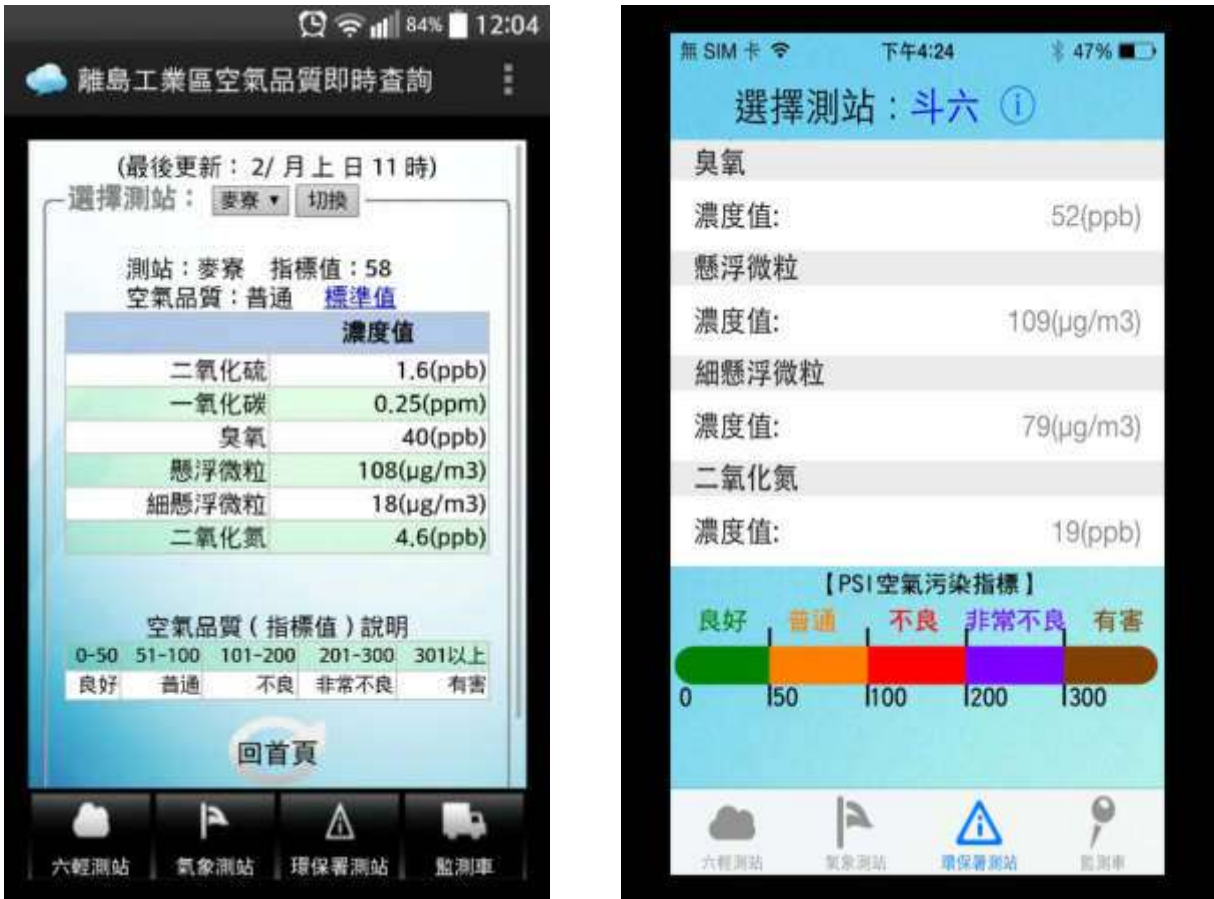 84% 12:04
離島工業區空氣品質即時查詢
(最後更新： 2/ 月上 日 11 時)
選擇測站： 麥寮 切換
測站：麥寮 指標值：58
空氣品質：普通 標準值
濃度值
二氧化硫 1.6(ppb)
一氧化碳 0.25(ppm)
臭氧 40(ppb)
懸浮微粒 108(μg/m3)
細懸浮微粒 18(μg/m3)
二氧化氮 4.6(ppb)
空氣品質（指標值）說明
0-50 51-100 101-200 201-300 301以上
良好 普通 不良 非常不良 有害
回首頁
六輕測站 氣象測站 環保署測站 監測車
無 SIM 卡 下午4:24 47%
選擇測站：斗六
臭氧
濃度值: 52(ppb)
懸浮微粒
濃度值: 109(μg/m3)
細懸浮微粒
濃度值: 79(μg/m3)
二氧化氮
濃度值: 19(ppb)
【PSI空氣污染指標】
良好 普通 不良 非常不良 有害
0 50 100 200 300
六輕測站 氣象測站 環保署測站 監測車